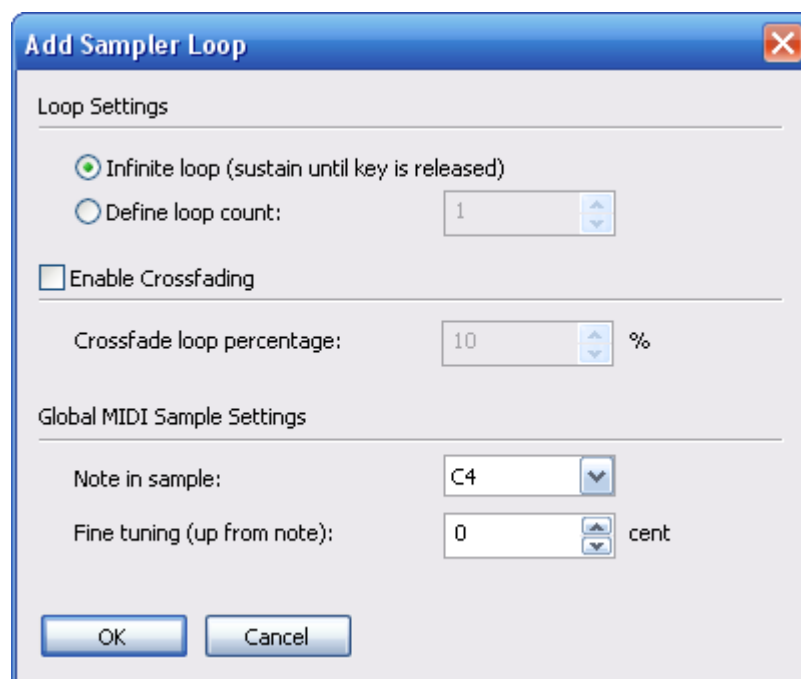 Add Sampler Loop
Loop Settings
Infinite loop (sustain until key is released)
Define loop count: 1
Enable Crossfading
Crossfade loop percentage: 10 %
Global MIDI Sample Settings
Note in sample: C4
Fine tuning (up from note): 0 cent
OK Cancel